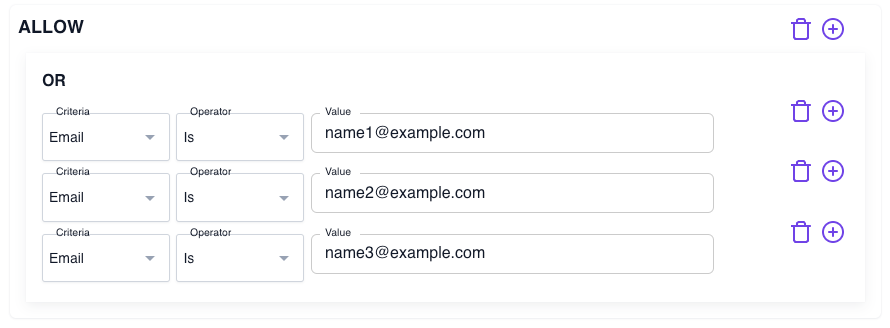 ALLOW
OR
Criteria Operator Value
Email Is name1@example.com
Criteria Operator Value
Email Is name2@example.com
Criteria Operator Value
Email Is name3@example.com